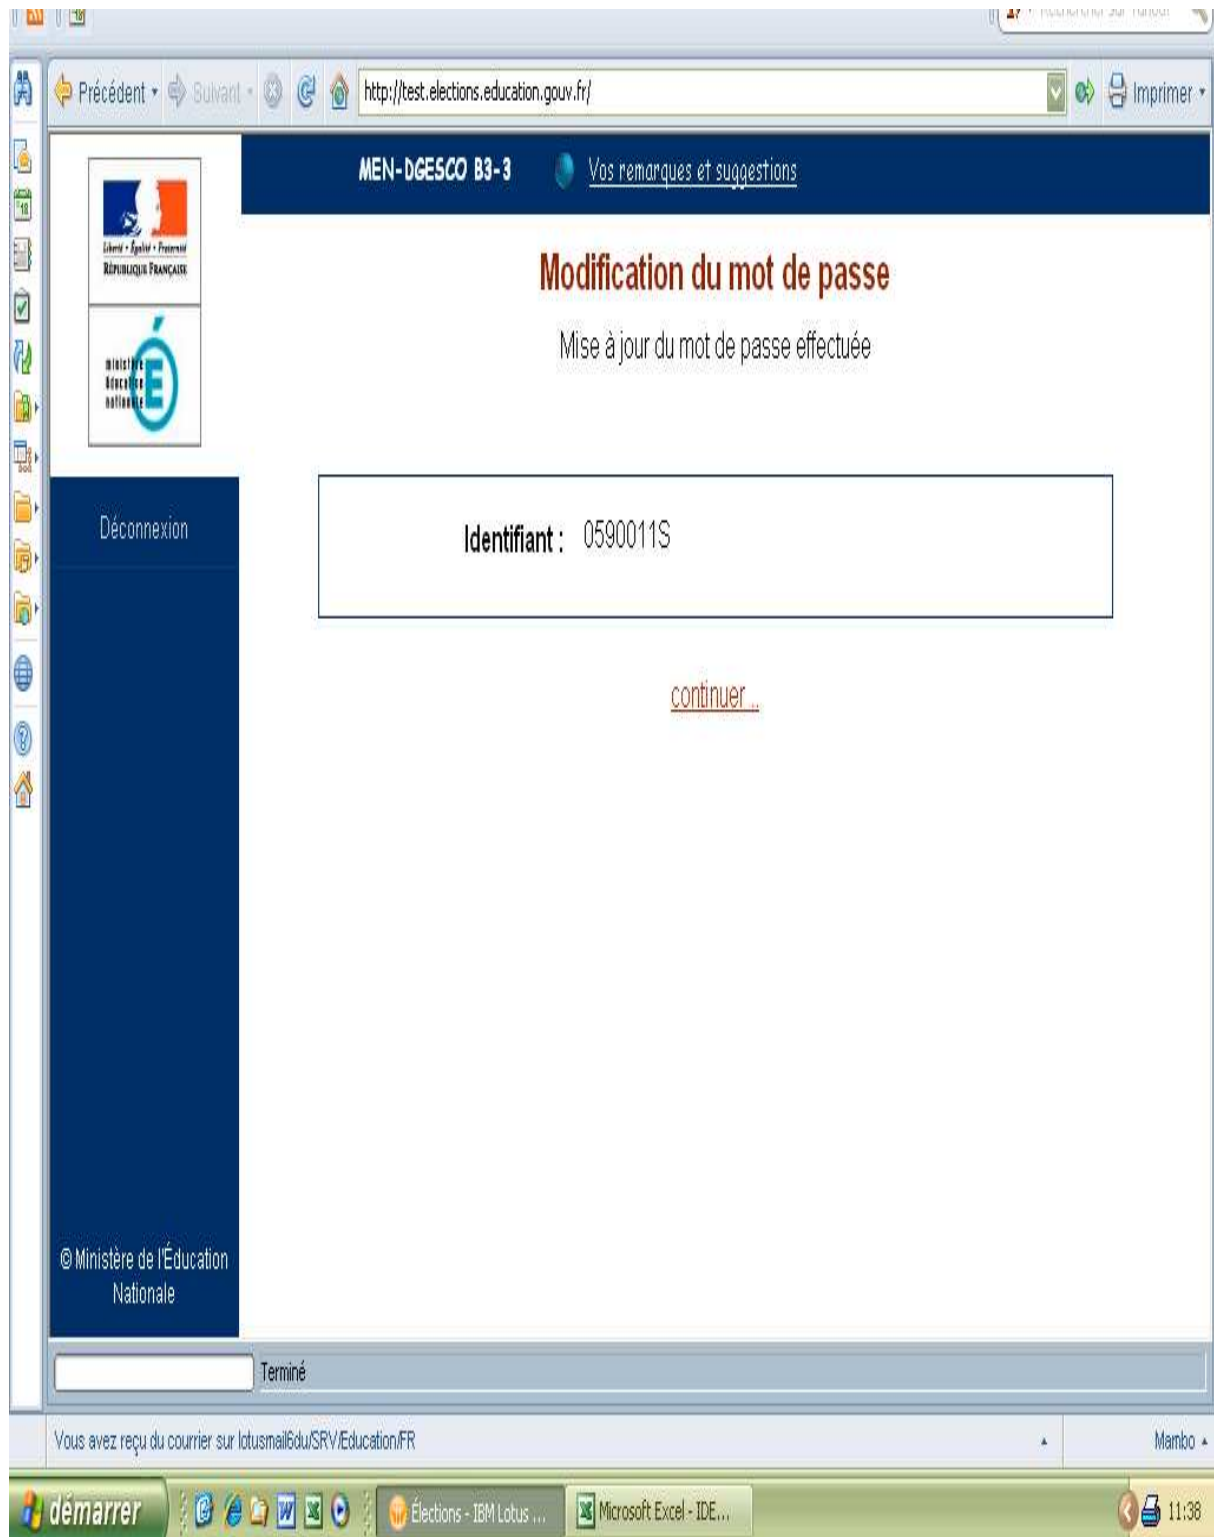 Précédent Suivant http://test.elections.education.gouv.fr/ Imprimer
MEN-DGESCO B3-3 Vos remarques et suggestions
Liberté • Égalité • Fraternité
RÉPUBLIQUE FRANÇAISE
Modification du mot de passe
Mise à jour du mot de passe effectuée
ministère
éducation
nationale
Déconnexion
Identifiant : 0590011S
continuer ...
© Ministère de l'Éducation
Nationale
Terminé
Vous avez reçu du courrier sur lotusmail6du/SRV/Education/FR Mambo
démarrer Élections - IBM Lotus ... Microsoft Excel - IDE... 11:38